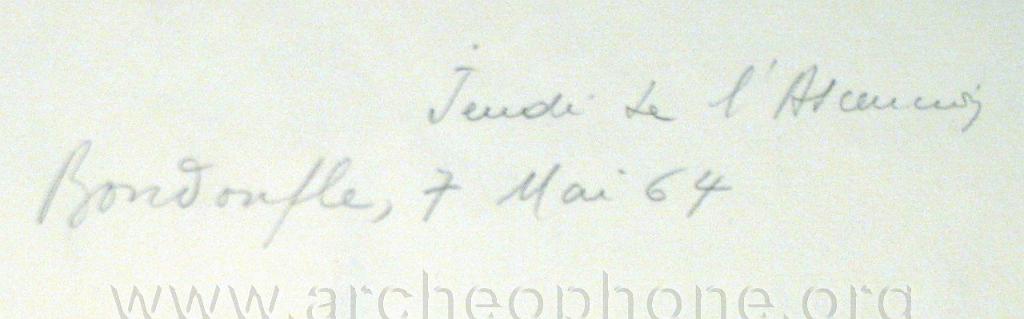 Jeudi de l'Ascension
Bondoufle, 7 Mai 64
www.archeophone.org